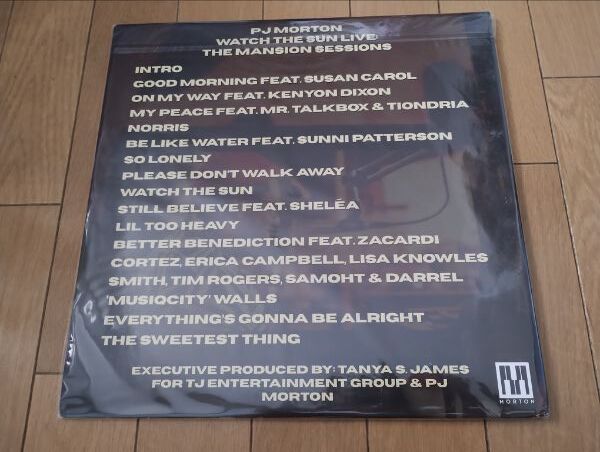 PJ MORTON
WATCH THE SUN LIVE:
THE MANSION SESSIONS
INTRO
GOOD MORNING FEAT. SUSAN CAROL
ON MY WAY FEAT. KENYON DIXON
MY PEACE FEAT. MR. TALKBOX & TIONDRIA
NORRIS
BE LIKE WATER FEAT. SUNNI PATTERSON
SO LONELY
PLEASE DON'T WALK AWAY
WATCH THE SUN
STILL BELIEVE FEAT. SHELÉA
LIL TOO HEAVY
BETTER BENEDICTION FEAT. ZACARDI
CORTEZ, ERICA CAMPBELL, LISA KNOWLES
SMITH, TIM ROGERS, SAMOHT & DARREL
'MUSIQCITY' WALLS
EVERYTHING'S GONNA BE ALRIGHT
THE SWEETEST THING
EXECUTIVE PRODUCED BY: TANYA S. JAMES
FOR TJ ENTERTAINMENT GROUP & PJ
MORTON
MORTON